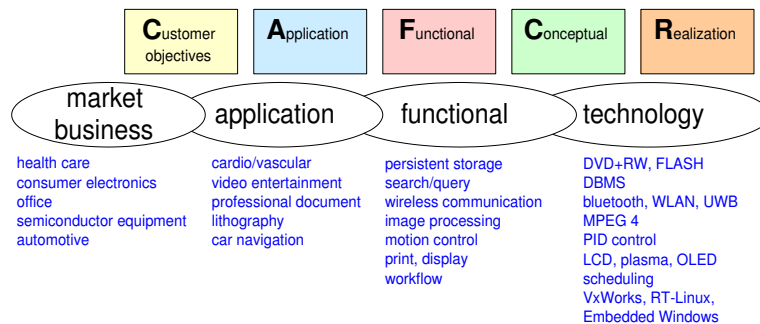 Customer
objectives
Application
Functional
Conceptual
Realization
market
business
application
functional
technology
health care
consumer electronics
office
semiconductor equipment
automotive
cardio/vascular
video entertainment
professional document
lithography
car navigation
persistent storage
search/query
wireless communication
image processing
motion control
print, display
workflow
DVD+RW, FLASH
DBMS
bluetooth, WLAN, UWB
MPEG 4
PID control
LCD, plasma, OLED
scheduling
VxWorks, RT-Linux,
Embedded Windows